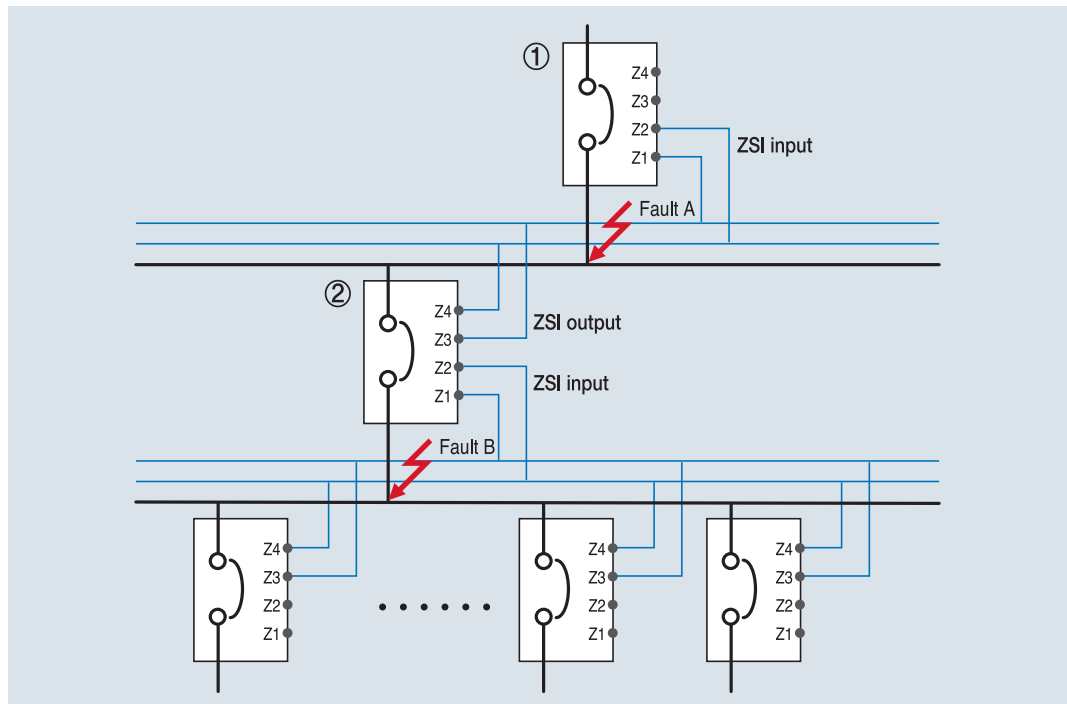 ①
Z4
Z3
Z2
Z1
ZSI input
Fault A
②
Z4
Z3
Z2
Z1
ZSI output
ZSI input
Fault B
Z4
Z3
Z2
Z1
Z4
Z3
Z2
Z1
Z4
Z3
Z2
Z1